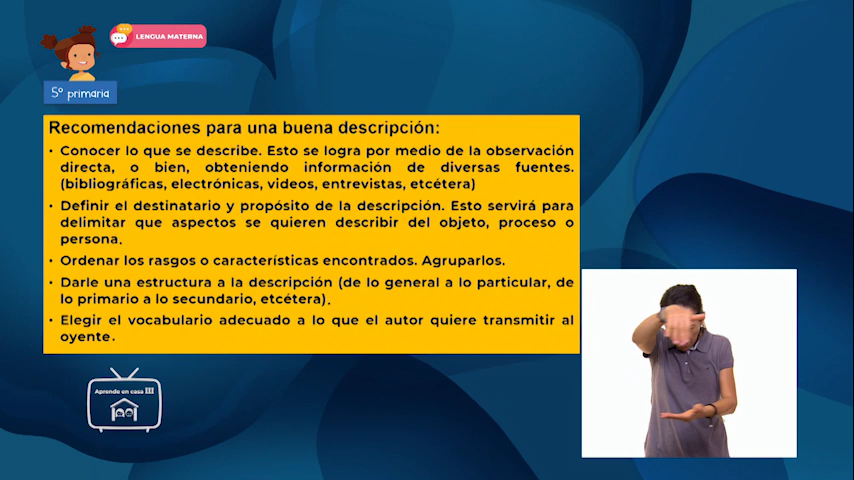 LENGUA MATERNA
5º primaria
Recomendaciones para una buena descripción:
• Conocer lo que se describe. Esto se logra por medio de la observación
directa, o bien, obteniendo información de diversas fuentes.
(bibliográficas, electrónicas, videos, entrevistas, etcétera)
• Definir el destinatario y propósito de la descripción. Esto servirá para
delimitar que aspectos se quieren describir del objeto, proceso o
persona.
• Ordenar los rasgos o características encontrados. Agruparlos.
• Darle una estructura a la descripción (de lo general a lo particular, de
lo primario a lo secundario, etcétera).
• Elegir el vocabulario adecuado a lo que el autor quiere transmitir al
oyente.
Aprende en casa III